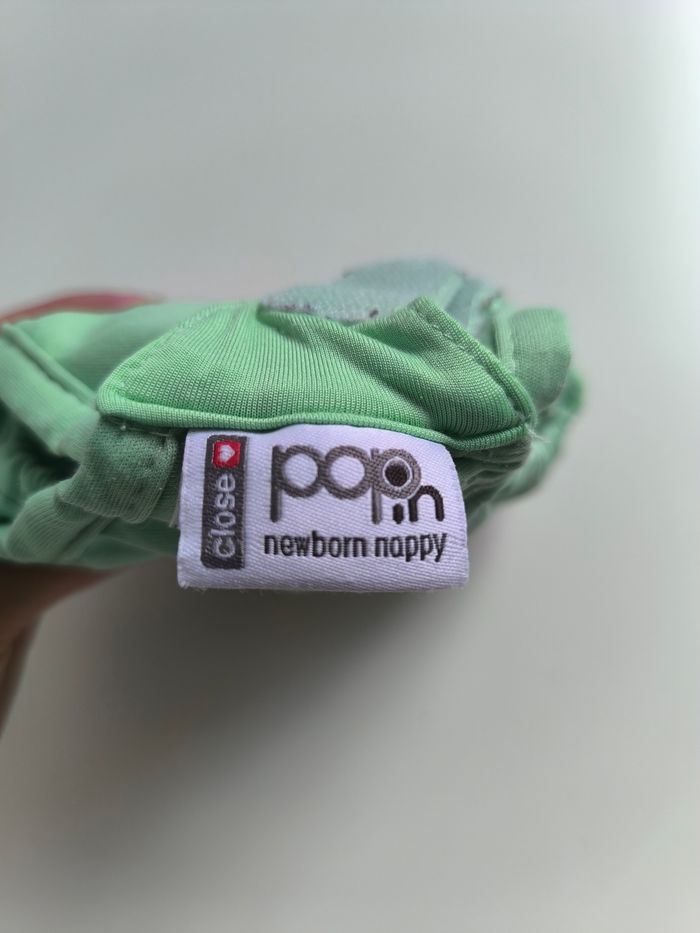 close
pop in
newborn nappy